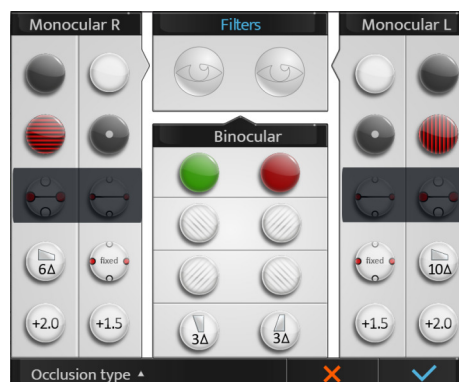 Monocular R
Filters
Monocular L
Binocular
6Δ
fixed
fixed
10Δ
+2.0
+1.5
3Δ
3Δ
+1.5
+2.0
Occlusion type